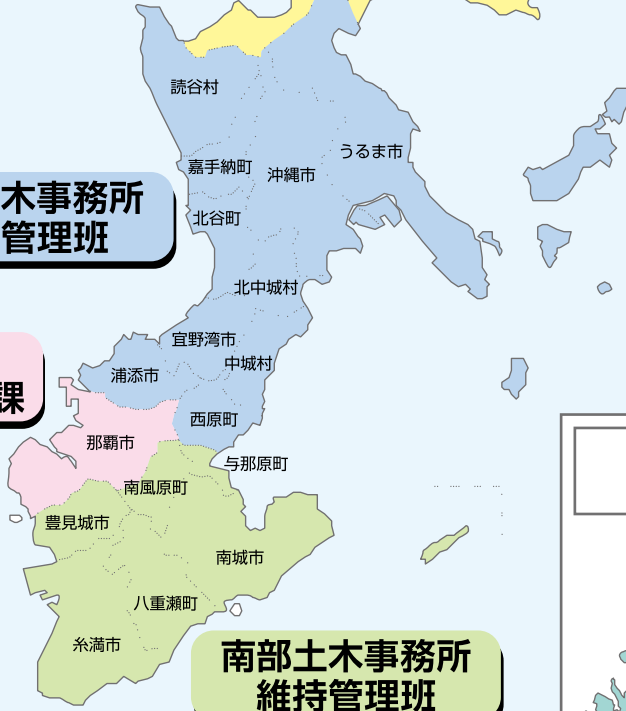 読谷村
うるま市
嘉手納町
沖縄市
木事務所
管理班
北谷町
北中城村
宜野湾市
中城村
浦添市
課
西原町
那覇市
与那原町
南風原町
豊見城市
南城市
八重瀬町
糸満市
南部土木事務所
維持管理班